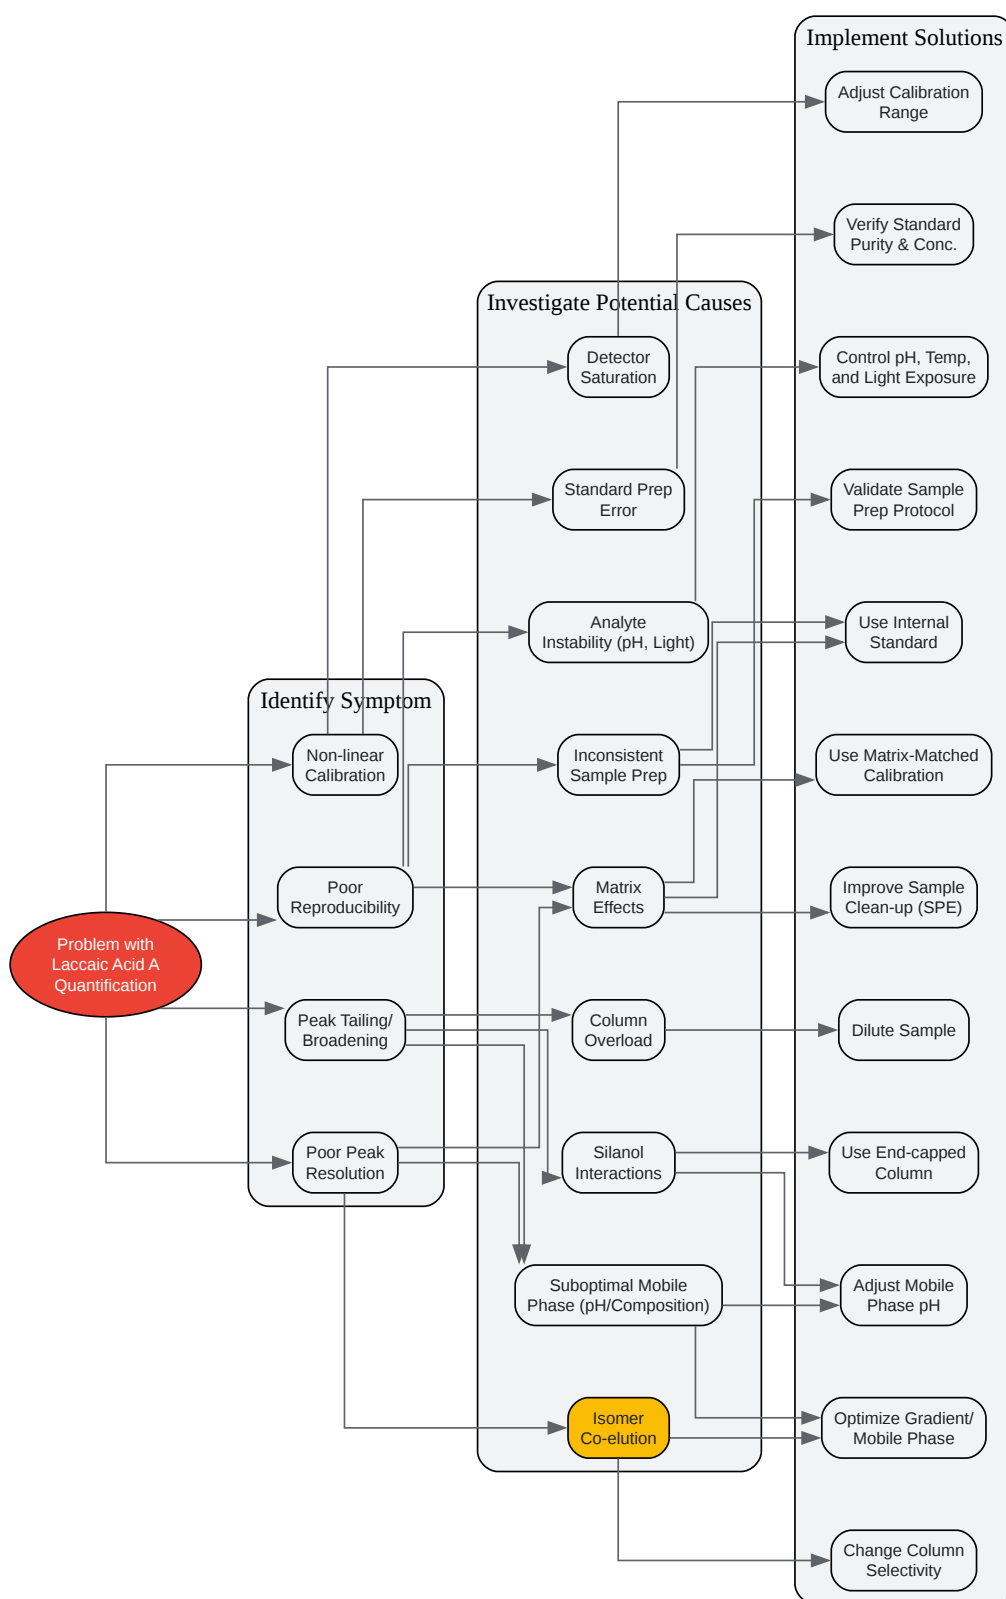 Problem with
Laccaic Acid A
Quantification
Identify Symptom
Non-linear
Calibration
Poor
Reproducibility
Peak Tailing/
Broadening
Poor Peak
Resolution
Investigate Potential Causes
Detector
Saturation
Standard Prep
Error
Analyte
Instability (pH, Light)
Inconsistent
Sample Prep
Matrix
Effects
Column
Overload
Silanol
Interactions
Suboptimal Mobile
Phase (pH/Composition)
Isomer
Co-elution
Implement Solutions
Adjust Calibration
Range
Verify Standard
Purity & Conc.
Control pH, Temp,
and Light Exposure
Validate Sample
Prep Protocol
Use Internal
Standard
Use Matrix-Matched
Calibration
Improve Sample
Clean-up (SPE)
Dilute Sample
Use End-capped
Column
Adjust Mobile
Phase pH
Optimize Gradient/
Mobile Phase
Change Column
Selectivity